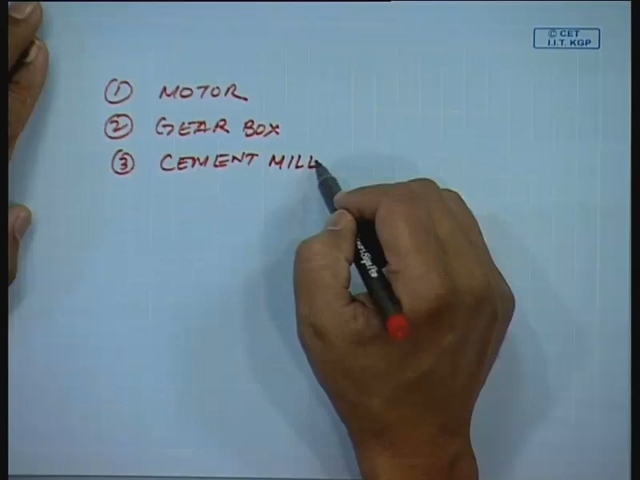 © CET
I.I.T. KGP
① MOTOR
② GEAR BOX
③ CEMENT MILL